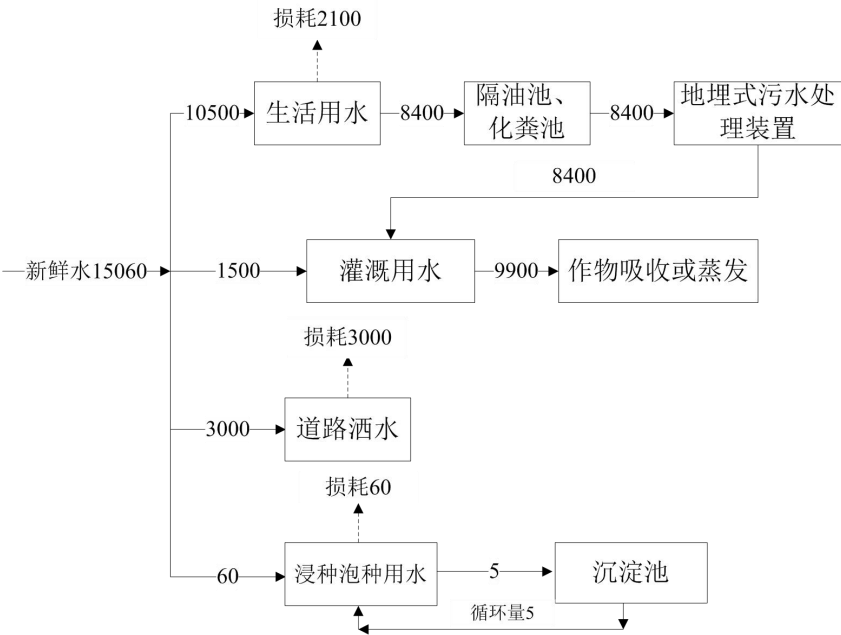 损耗2100
10500
生活用水
8400
隔油池、
化粪池
8400
地埋式污水处
理装置
8400
新鲜水15060
1500
灌溉用水
9900
作物吸收或蒸发
损耗3000
3000
道路洒水
损耗60
60
浸种泡种用水
5
沉淀池
循环量5